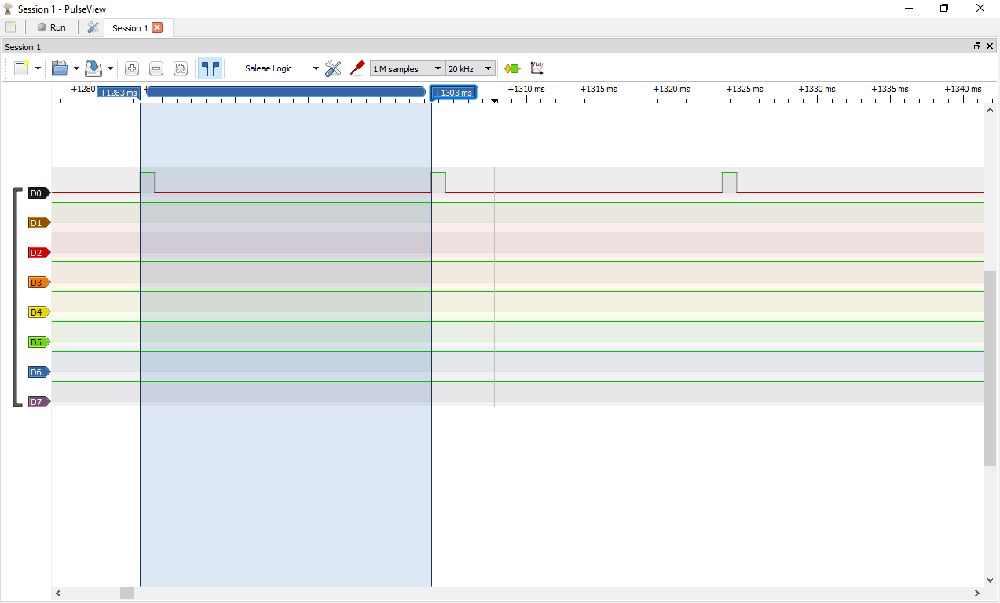 Session 1 - PulseView
Run
Session 1
Session 1
Saleae Logic
1 M samples
20 kHz
+1280
+1283 ms
+1303 ms
+1310 ms
+1315 ms
+1320 ms
+1325 ms
+1330 ms
+1335 ms
+1340 ms
D0
D1
D2
D3
D4
D5
D6
D7